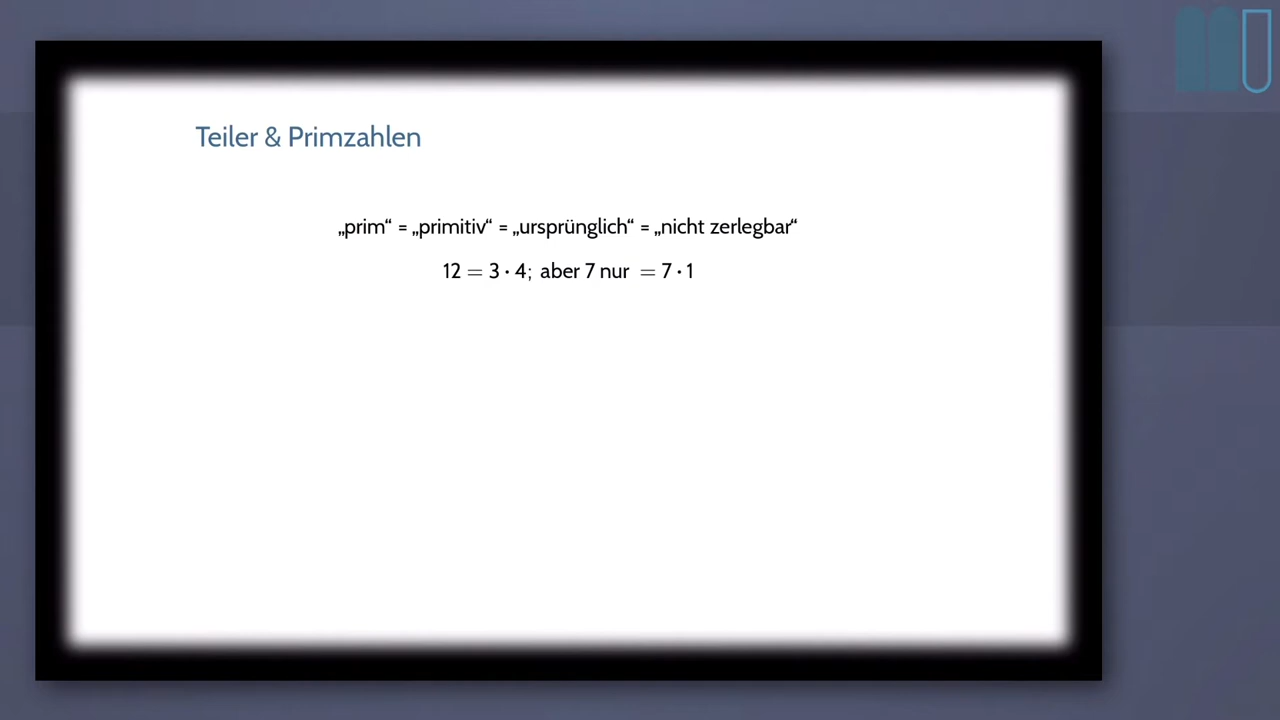 Teiler & Primzahlen
„prim“ = „primitiv“ = „ursprünglich“ = „nicht zerlegbar“
12 = 3 · 4; aber 7 nur = 7 · 1